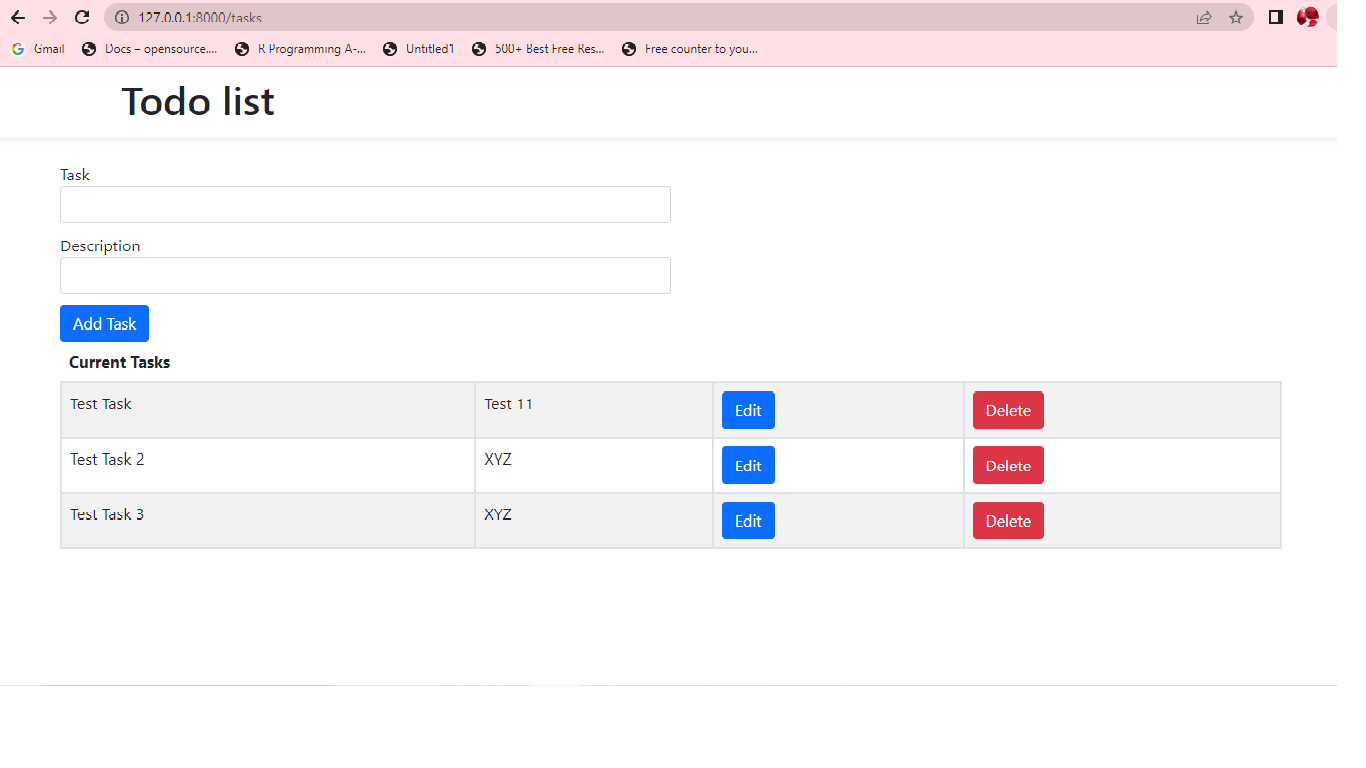 127.0.0.1:8000/tasks
Gmail Docs – opensource.... R Programming A-... Untitled1 500+ Best Free Res... Free counter to you...
Todo list
Task
Description
Add Task
Current Tasks
Test Task Test 11 Edit Delete
Test Task 2 XYZ Edit Delete
Test Task 3 XYZ Edit Delete